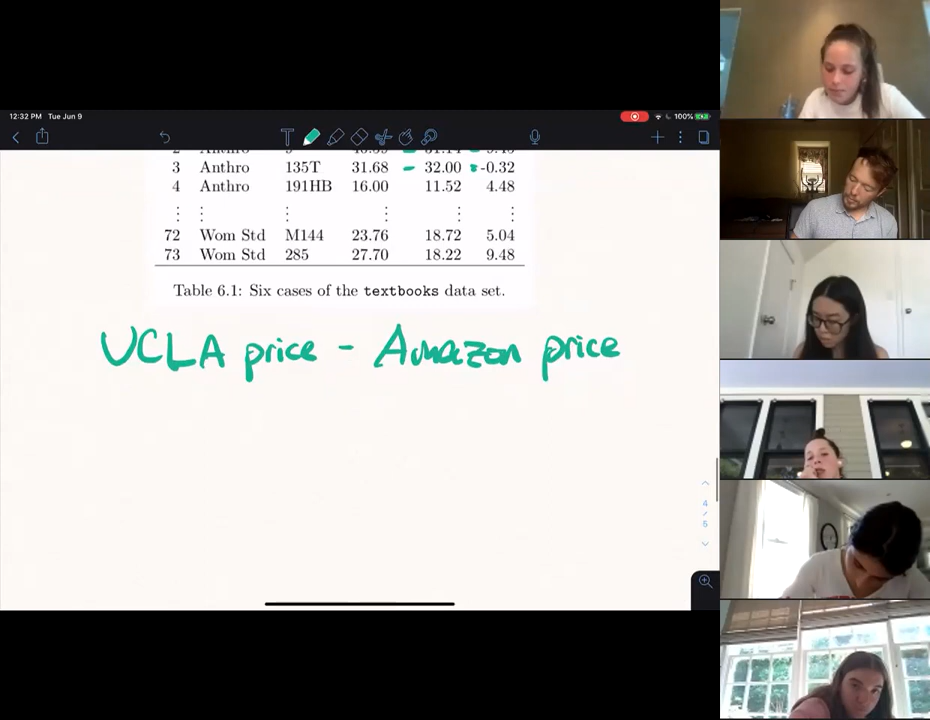 12:32 PM Tue Jun 9
100%
3 Anthro 135T 31.68 - 32.00 = -0.32
4 Anthro 191HB 16.00 11.52 4.48
72 Wom Std M144 23.76 18.72 5.04
73 Wom Std 285 27.70 18.22 9.48
Table 6.1: Six cases of the textbooks data set.
UCLA price - Amazon price
4
/
5